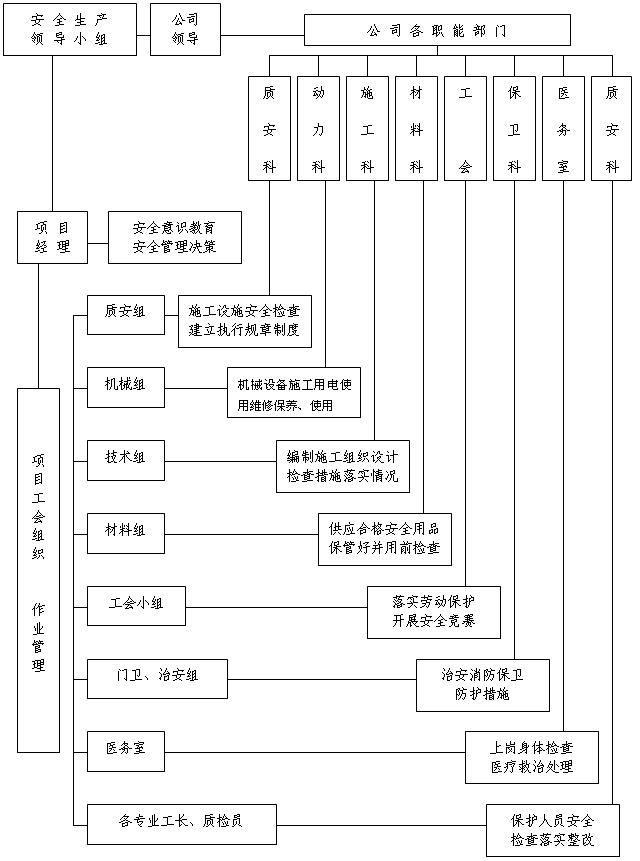 安全生产
领导小组
公司
领导
公司各职能部门
质安科
动力科
施工科
材料科
工会
保卫科
医务室
质安科
项目
经理
安全意识教育
安全管理决策
质安组
施工设施安全检查
建立执行规章制度
机械组
机械设备施工用电使
用维修保养、使用
项目工会组织 作业管理
技术组
编制施工组织设计
检查措施落实情况
材料组
供应合格安全用品
保管好并用前检查
工会小组
落实劳动保护
开展安全竞赛
门卫、治安组
治安消防保卫
防护措施
医务室
上岗身体检查
医疗救治处理
各专业工长、质检员
保护人员安全
检查落实整改